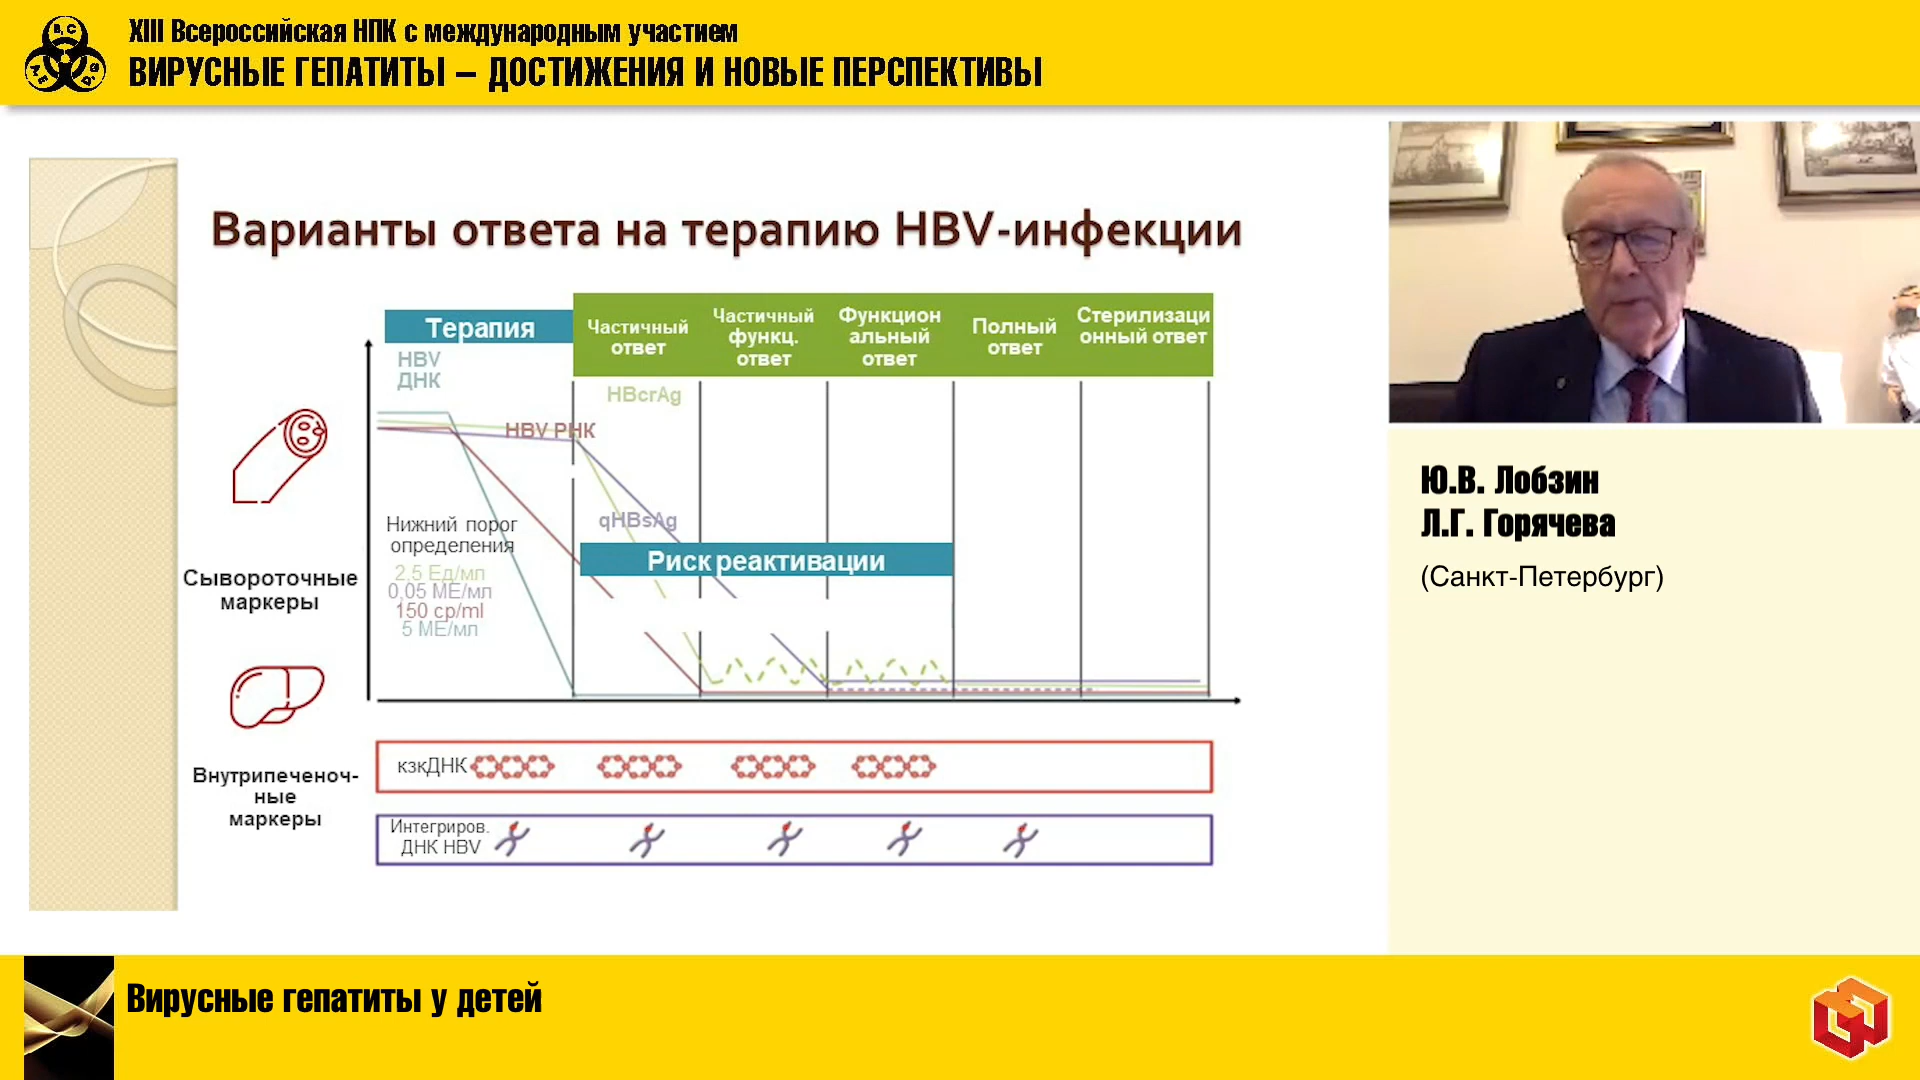 XIII Всероссийская НПК с международным участием
ВИРУСНЫЕ ГЕПАТИТЫ – ДОСТИЖЕНИЯ И НОВЫЕ ПЕРСПЕКТИВЫ
Варианты ответа на терапию HBV-инфекции
Терапия
Частичный
ответ
Частичный
функц.
ответ
Функцион
альный
ответ
Полный
ответ
Стерилизаци
онный ответ
HBV
ДНК
HBcrAg
HBV РНК
qHBsAg
Нижний порог
определения
2,5 Ед/мл
0,05 МЕ/мл
150 cp/ml
5 МЕ/мл
Риск реактивации
Сывороточные
маркеры
Внутрипеченоч-
ные
маркеры
кзкДНК
Интегриров.
ДНК HBV
Ю.В. Лобзин
Л.Г. Горячева
(Санкт-Петербург)
Вирусные гепатиты у детей